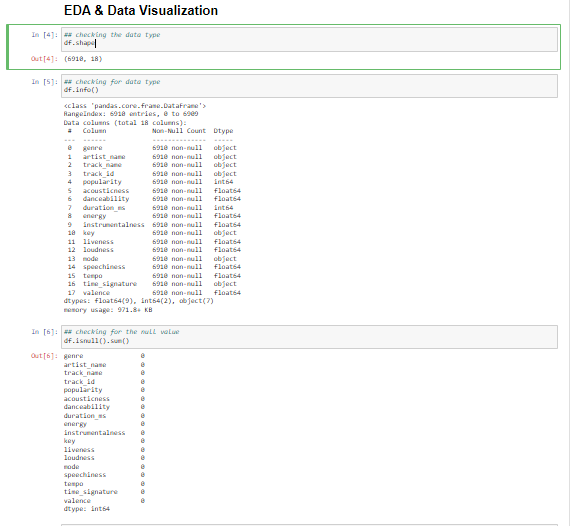 EDA & Data Visualization
In [4]: ## checking the data type
df.shape
Out[4]: (6910, 18)
In [5]: ## checking for data type
df.info()
<class 'pandas.core.frame.DataFrame'>
RangeIndex: 6910 entries, 0 to 6909
Data columns (total 18 columns):
# Column Non-Null Count Dtype
--- ------ -------------- -----
0 genre 6910 non-null object
1 artist_name 6910 non-null object
2 track_name 6910 non-null object
3 track_id 6910 non-null object
4 popularity 6910 non-null int64
5 acousticness 6910 non-null float64
6 danceability 6910 non-null float64
7 duration_ms 6910 non-null int64
8 energy 6910 non-null float64
9 instrumentalness 6910 non-null float64
10 key 6910 non-null object
11 liveness 6910 non-null float64
12 loudness 6910 non-null float64
13 mode 6910 non-null object
14 speechiness 6910 non-null float64
15 tempo 6910 non-null float64
16 time_signature 6910 non-null object
17 valence 6910 non-null float64
dtypes: float64(9), int64(2), object(7)
memory usage: 971.8+ KB
In [6]: ## checking for the null value
df.isnull().sum()
Out[6]: genre 0
artist_name 0
track_name 0
track_id 0
popularity 0
acousticness 0
danceability 0
duration_ms 0
energy 0
instrumentalness 0
key 0
liveness 0
loudness 0
mode 0
speechiness 0
tempo 0
time_signature 0
valence 0
dtype: int64